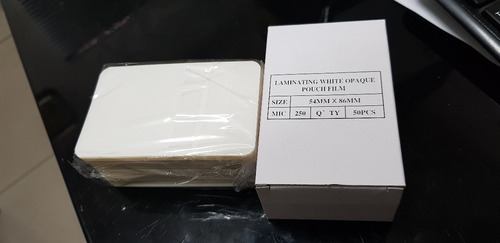 LAMINATING WHITE OPAQUE
POUCH FILM
SIZE 54MM X 86MM
MIC 250 Q` TY 50PCS